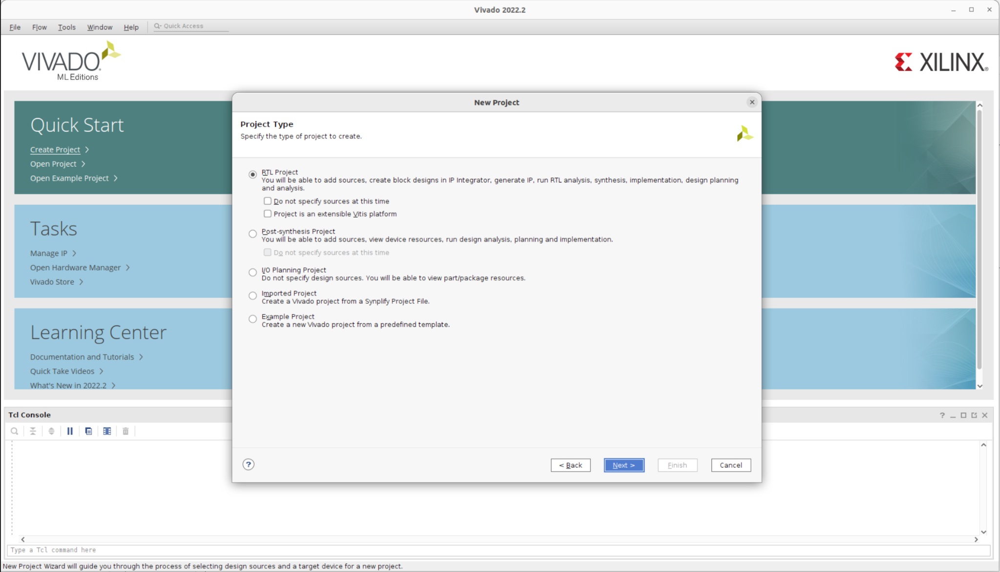 Vivado 2022.2
File Flow Tools Window Help Quick Access
VIVADO
ML Editions
XILINX
New Project
Project Type
Specify the type of project to create.
Quick Start
Create Project
Open Project
Open Example Project
RTL Project
You will be able to add sources, create block designs in IP Integrator, generate IP, run RTL analysis, synthesis, implementation, design planning
and analysis.
Do not specify sources at this time
Project is an extensible Vitis platform
Post-synthesis Project
You will be able to add sources, view device resources, run design analysis, planning and implementation.
Do not specify sources at this time
I/O Planning Project
Do not specify design sources. You will be able to view part/package resources.
Imported Project
Create a Vivado project from a Synplify Project File.
Example Project
Create a new Vivado project from a predefined template.
Tasks
Manage IP
Open Hardware Manager
Vivado Store
Learning Center
Documentation and Tutorials
Quick Take Videos
What's New in 2022.2
? < Back Next > Finish Cancel
Tcl Console
Type a Tcl command here
New Project Wizard will guide you through the process of selecting design sources and a target device for a new project.